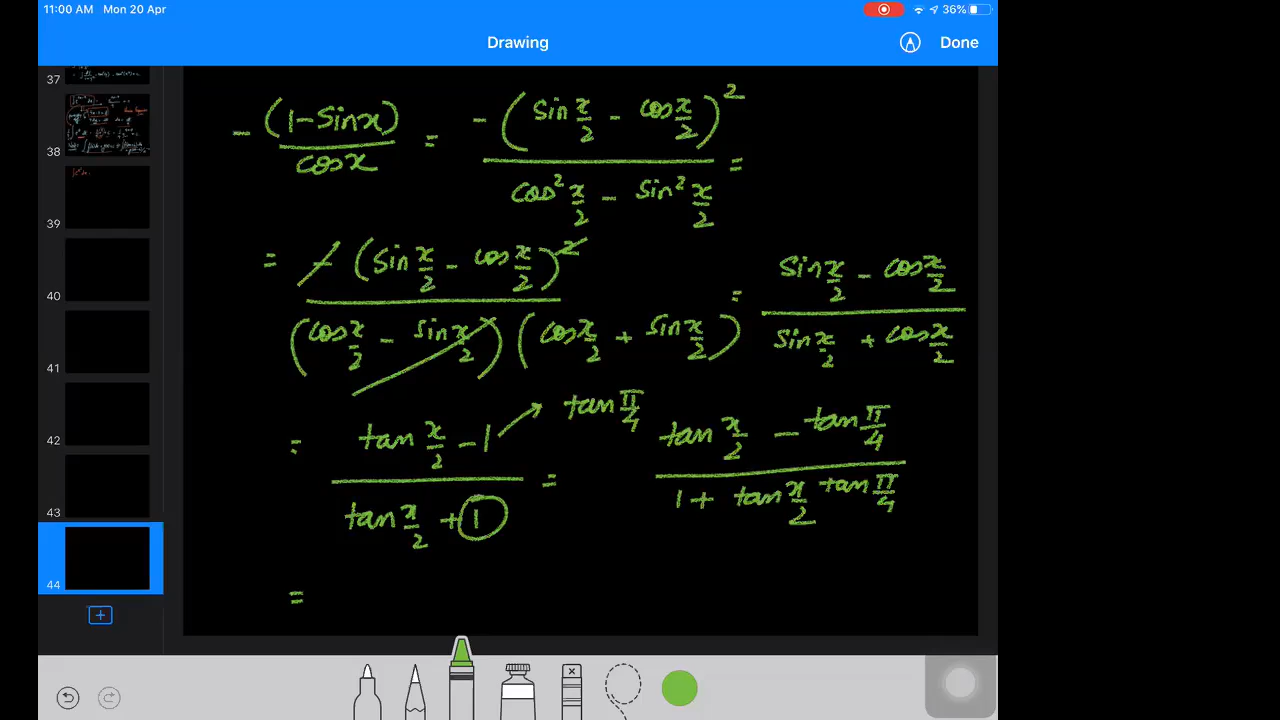 11:00 AM Mon 20 Apr 36%
Drawing Done
37
38
39
40
41
42
43
44
-(1-sinx)/cosx = -(sin x/2 - cos x/2)²/(cos² x/2 - sin² x/2) =
= -(sin x/2 - cos x/2)²/((cos x/2 - sin x/2)(cos x/2 + sin x/2)) = (sin x/2 - cos x/2)/(sin x/2 + cos x/2)
= (tan x/2 - 1)/(tan x/2 + 1) → tan π/4 = (tan x/2 - tan π/4)/(1 + tan x/2 tan π/4)
=